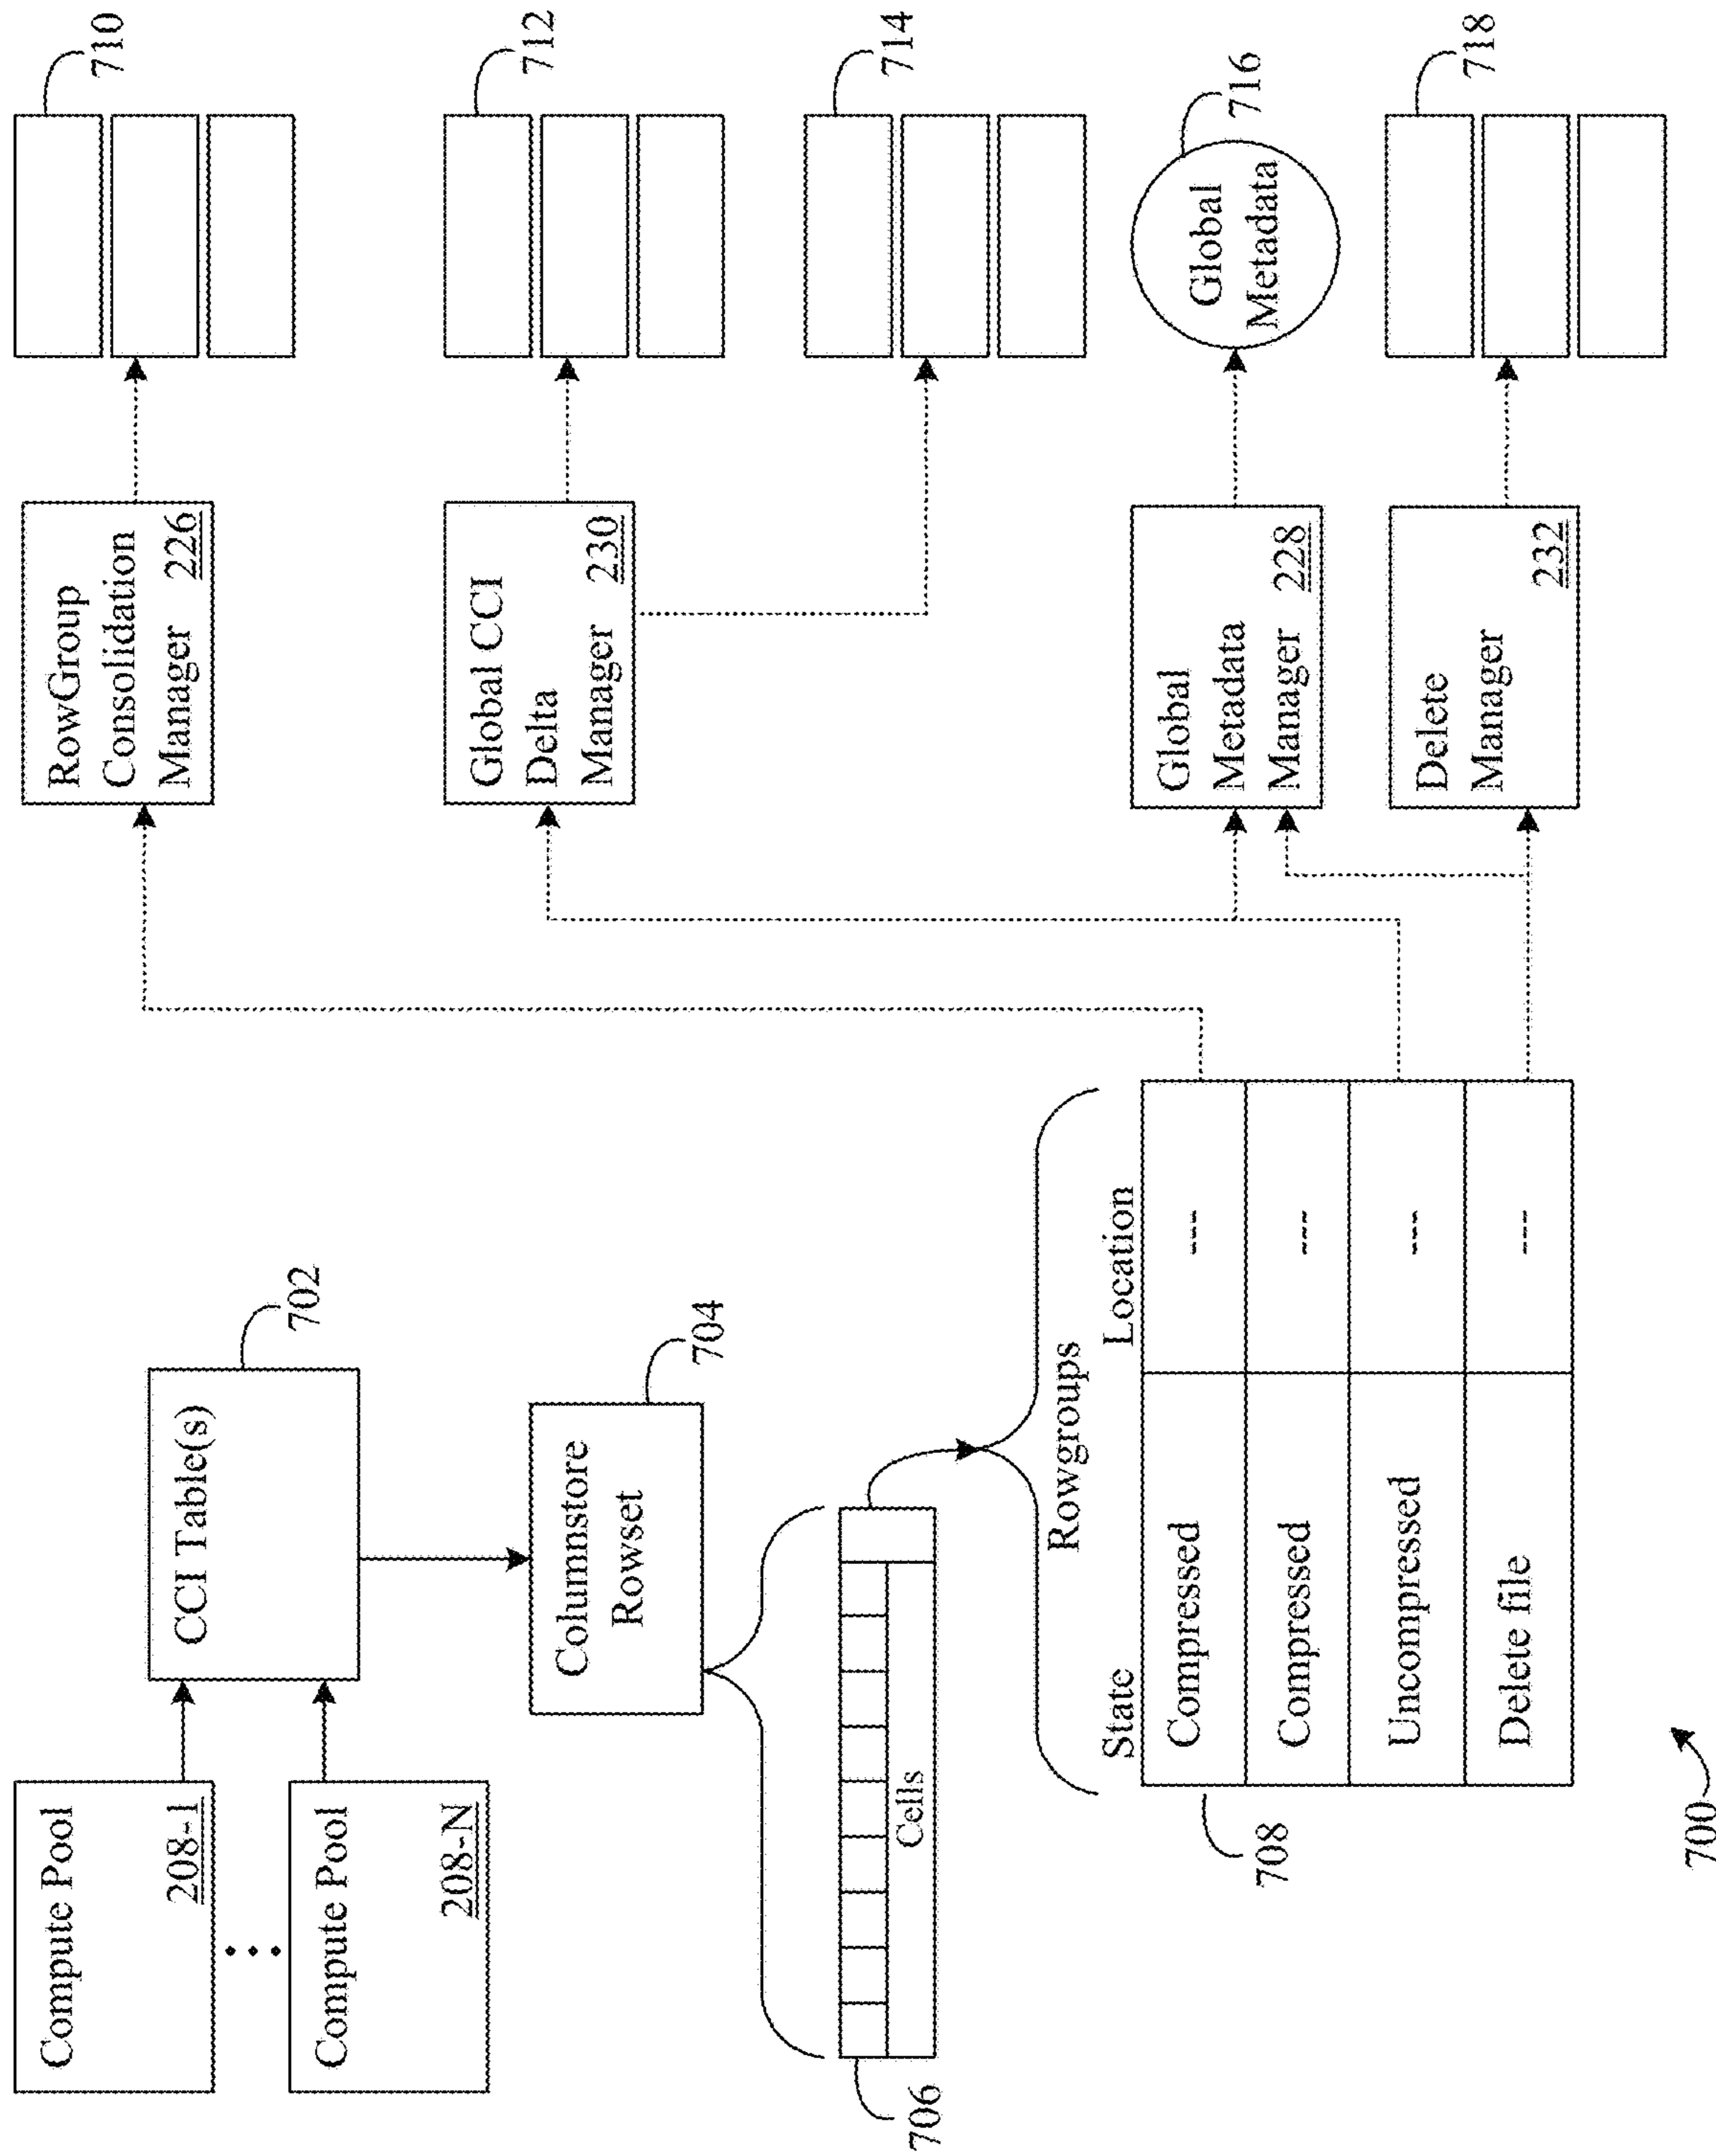 Compute Pool
208-1
Compute Pool
208-N
CCI Table(s)
702
Columnstore
Rowset
704
706
Cells
Rowgroups
State
Location
708
Compressed
---
Compressed
---
Uncompressed
---
Delete file
---
RowGroup
Consolidation
Manager 226
710
Global CCI
Delta
Manager 230
712
714
Global
Metadata
Manager 228
Global
Metadata
716
Delete
Manager
232
718
700